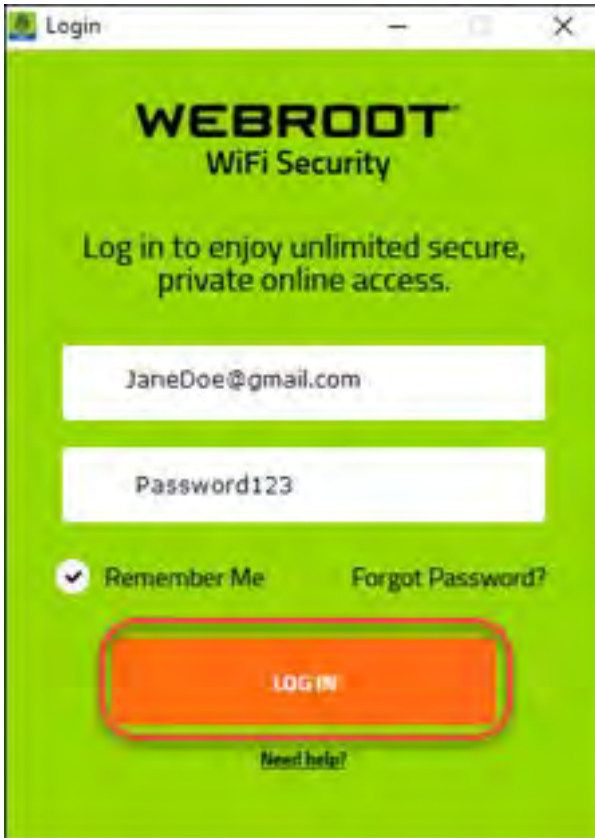 Login
WEBROOT
WiFi Security
Log in to enjoy unlimited secure,
private online access.
JaneDoe@gmail.com
Password123
Remember Me Forgot Password?
LOG IN
Need help?